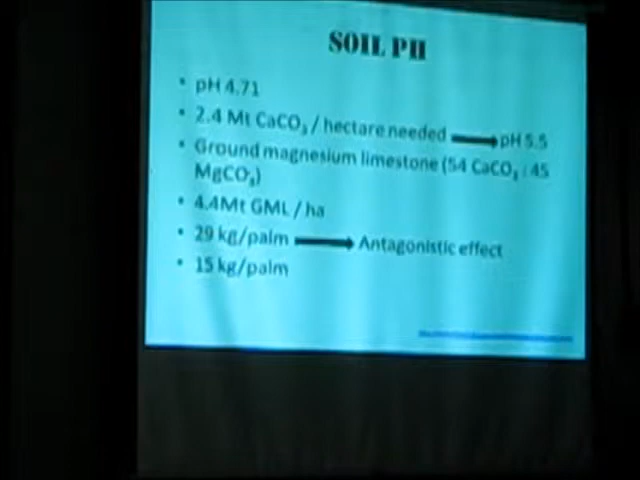 SOIL PH
• pH 4.71
• 2.4 Mt CaCO₃ / hectare needed → pH 5.5
• Ground magnesium limestone (54 CaCO₃ : 45
MgCO₃)
• 4.4Mt GML / ha
• 29 kg/palm → Antagonistic effect
• 15 kg/palm